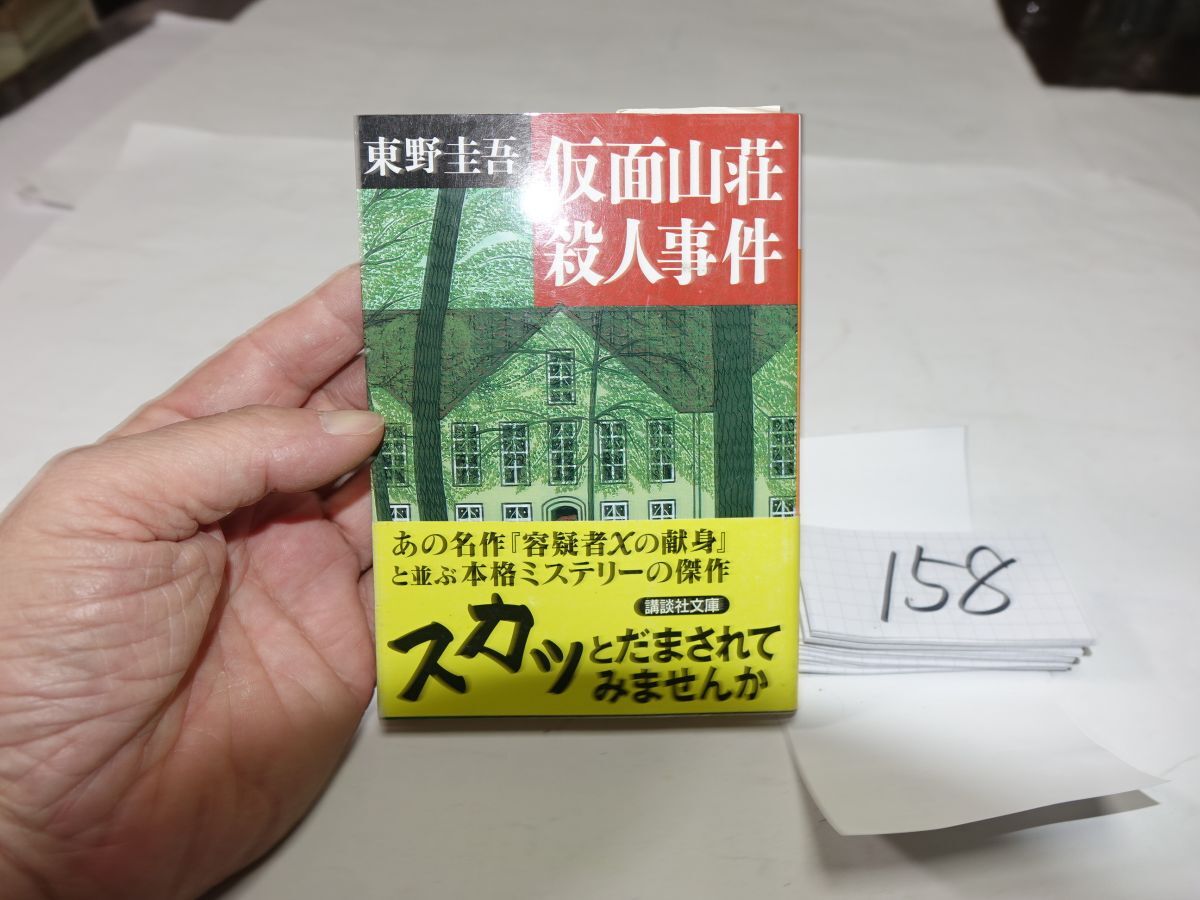 東野圭吾
仮面山荘
殺人事件
あの名作『容疑者Xの献身』
と並ぶ本格ミステリーの傑作
講談社文庫
スカッとだまされて
みませんか
158